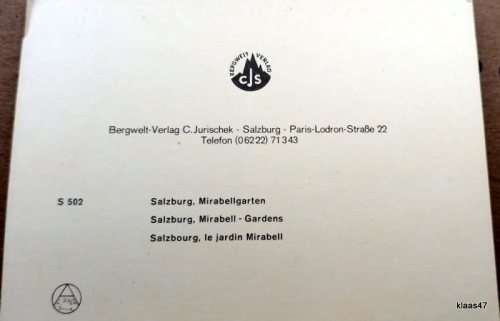 BERGWELT VERLAG
cJs
Bergwelt-Verlag C. Jurischek - Salzburg - Paris-Lodron-Straße 22
Telefon (06222) 71343
S 502
Salzburg, Mirabellgarten
Salzburg, Mirabell - Gardens
Salzbourg, le jardin Mirabell
klaas47